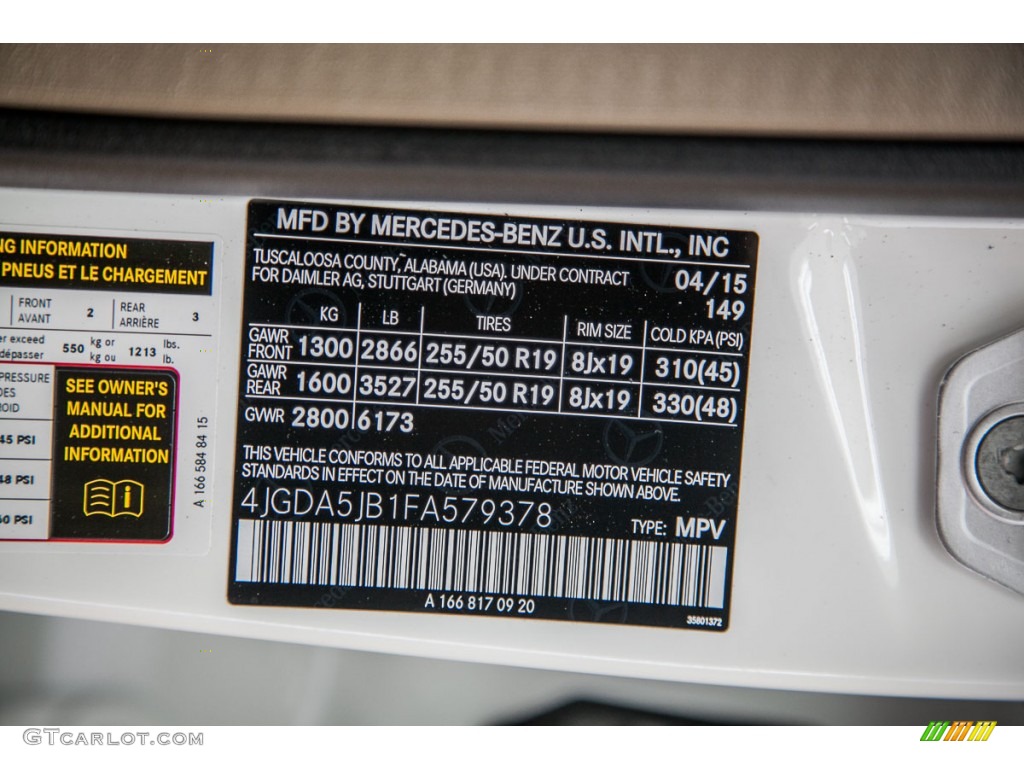 NG INFORMATION
PNEUS ET LE CHARGEMENT
FRONT AVANT 2 REAR ARRIÈRE 3
er exceed dépasser 550 kg or kg ou 1213 lbs. lb.
PRESSURE
45 PSI
48 PSI
60 PSI
SEE OWNER'S
MANUAL FOR
ADDITIONAL
INFORMATION
A 166 584 84 15
MFD BY MERCEDES-BENZ U.S. INTL., INC
TUSCALOOSA COUNTY, ALABAMA (USA). UNDER CONTRACT 04/15
FOR DAIMLER AG, STUTTGART (GERMANY) 149
KG LB TIRES RIM SIZE COLD KPA(PSI)
GAWR FRONT 1300 2866 255/50 R19 8Jx19 310(45)
GAWR REAR 1600 3527 255/50 R19 8Jx19 330(48)
GVWR 2800 6173
THIS VEHICLE CONFORMS TO ALL APPLICABLE FEDERAL MOTOR VEHICLE SAFETY
STANDARDS IN EFFECT ON THE DATE OF MANUFACTURE SHOWN ABOVE.
4JGDA5JB1FA579378 TYPE: MPV
A 166 817 09 20
35801372
GTcarlot.com